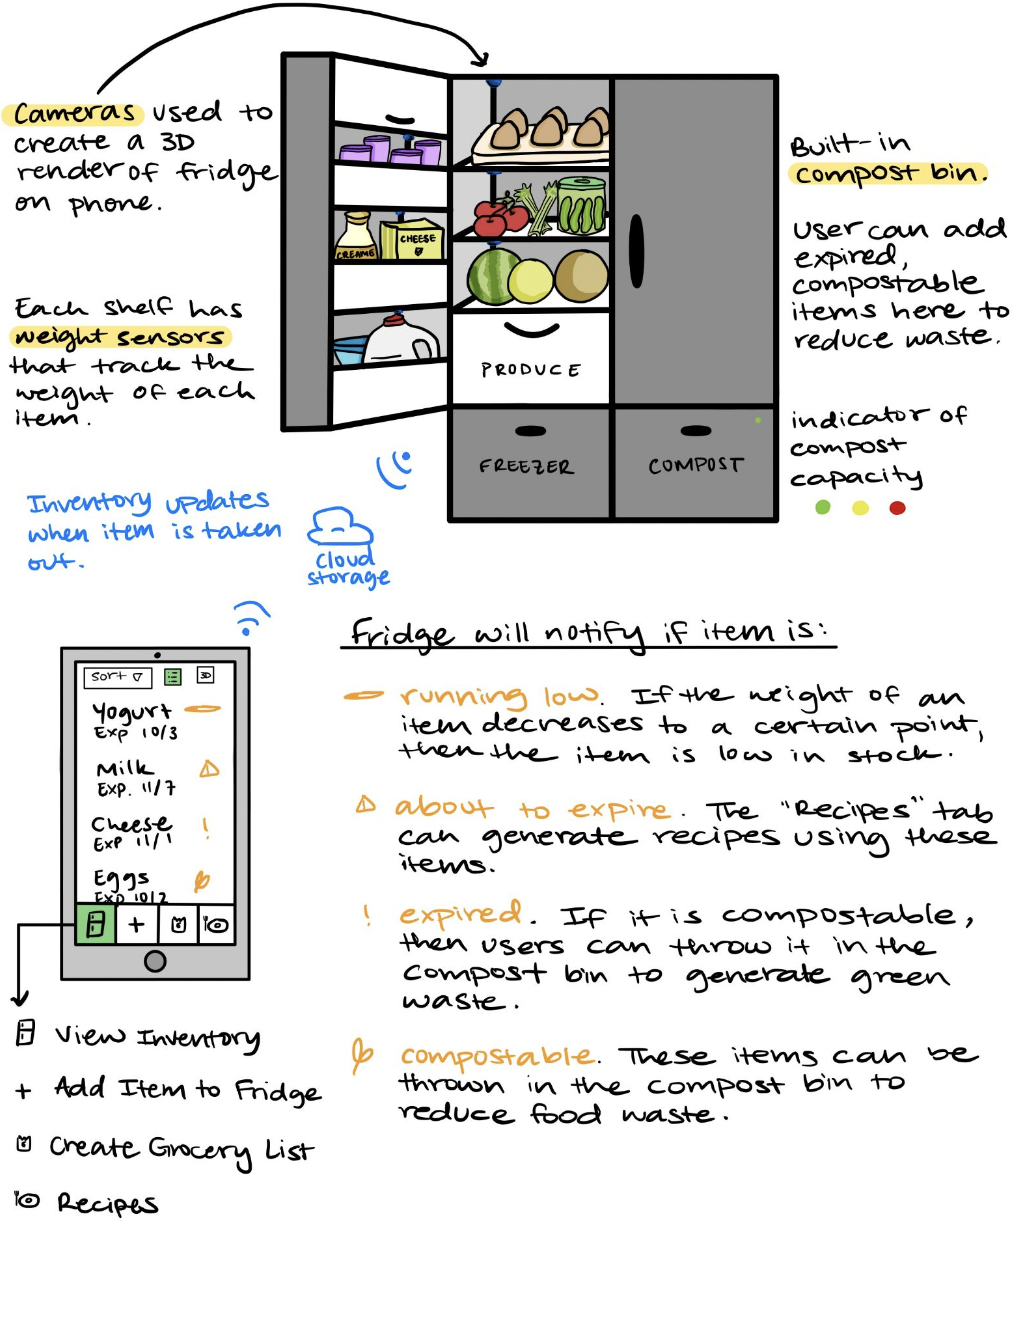 Cameras used to
create a 3D
render of fridge
on phone.
Each shelf has
weight sensors
that track the
weight of each
item.
CREAME
CHEESE
PRODUCE
FREEZER
COMPOST
Built-in
compost bin.
User can add
expired,
compostable
items here to
reduce waste.
indicator of
compost
capacity
Inventory updates
when item is taken
out.
cloud
storage
Sort
3D
Yogurt
Exp 10/3
Milk
Exp. 11/7
Cheese
Exp 11/1
Eggs
Exp 10/2
+
View Inventory
+ Add Item to Fridge
Create Grocery List
Recipes
Fridge will notify if item is:
running low. If the weight of an
item decreases to a certain point,
then the item is low in stock.
about to expire. The "Recipes" tab
can generate recipes using these
items.
! expired. If it is compostable,
then users can throw it in the
compost bin to generate green
waste.
compostable. These items can be
thrown in the compost bin to
reduce food waste.